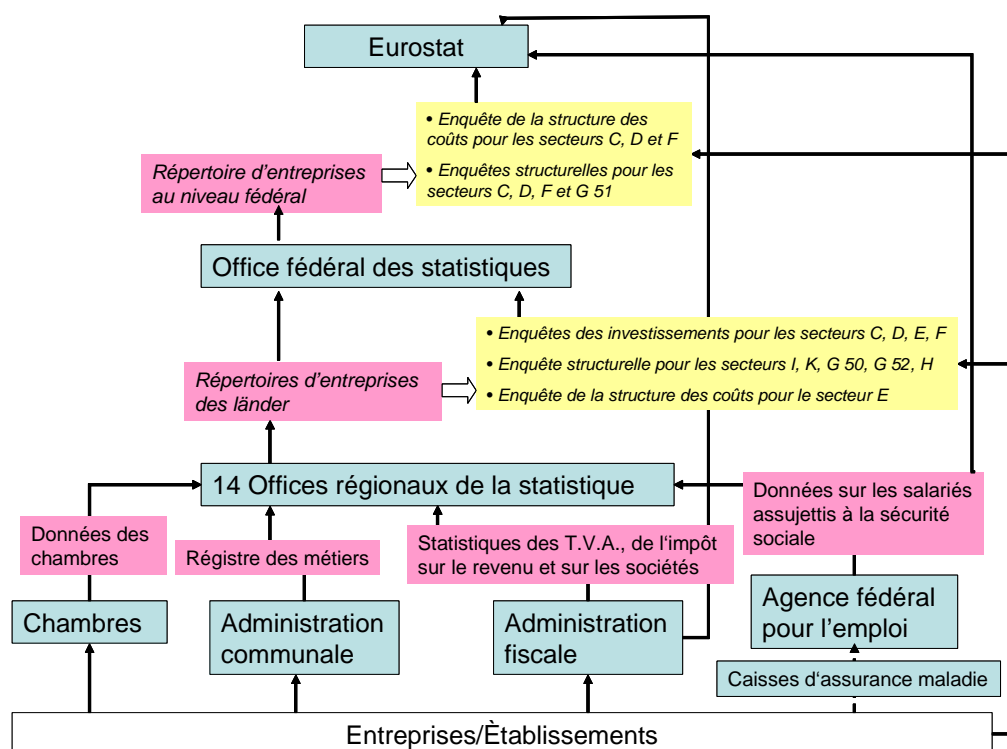 Eurostat
• Enquête de la structure des
coûts pour les secteurs C, D et F
• Enquêtes structurelles pour les
secteurs C, D, F et G 51
Répertoire d’entreprises
au niveau fédéral
Office fédéral des statistiques
• Enquêtes des investissements pour les secteurs C, D, E, F
• Enquête structurelle pour les secteurs I, K, G 50, G 52, H
• Enquête de la structure des coûts pour le secteur E
Répertoires d’entreprises
des länder
14 Offices régionaux de la statistique
Données sur les salariés
assujettis à la sécurité
sociale
Données des
chambres
Régistre des métiers
Statistiques des T.V.A., de l‘impôt
sur le revenu et sur les sociétés
Chambres
Administration
communale
Administration
fiscale
Agence fédéral
pour l’emploi
Caisses d‘assurance maladie
Entreprises/Ètablissements